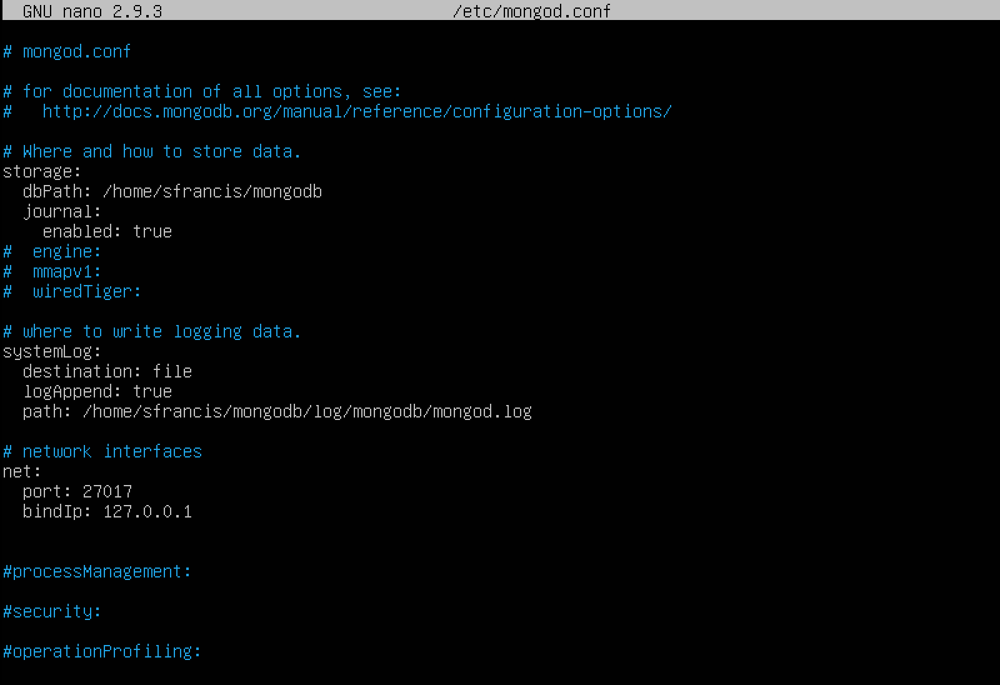 GNU nano 2.9.3 /etc/mongod.conf
# mongod.conf
# for documentation of all options, see:
#   http://docs.mongodb.org/manual/reference/configuration-options/
# Where and how to store data.
storage:
  dbPath: /home/sfrancis/mongodb
  journal:
    enabled: true
#  engine:
#  mmapv1:
#  wiredTiger:
# where to write logging data.
systemLog:
  destination: file
  logAppend: true
  path: /home/sfrancis/mongodb/log/mongodb/mongod.log
# network interfaces
net:
  port: 27017
  bindIp: 127.0.0.1
#processManagement:
#security:
#operationProfiling: